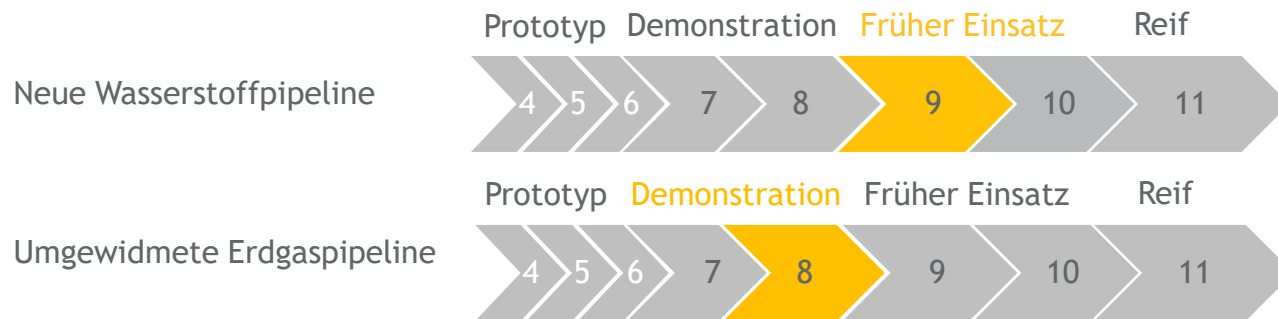 Prototyp Demonstration Früher Einsatz Reif
Neue Wasserstoffpipeline 4 5 6 7 8 9 10 11
Prototyp Demonstration Früher Einsatz Reif
Umgewidmete Erdgaspipeline 4 5 6 7 8 9 10 11